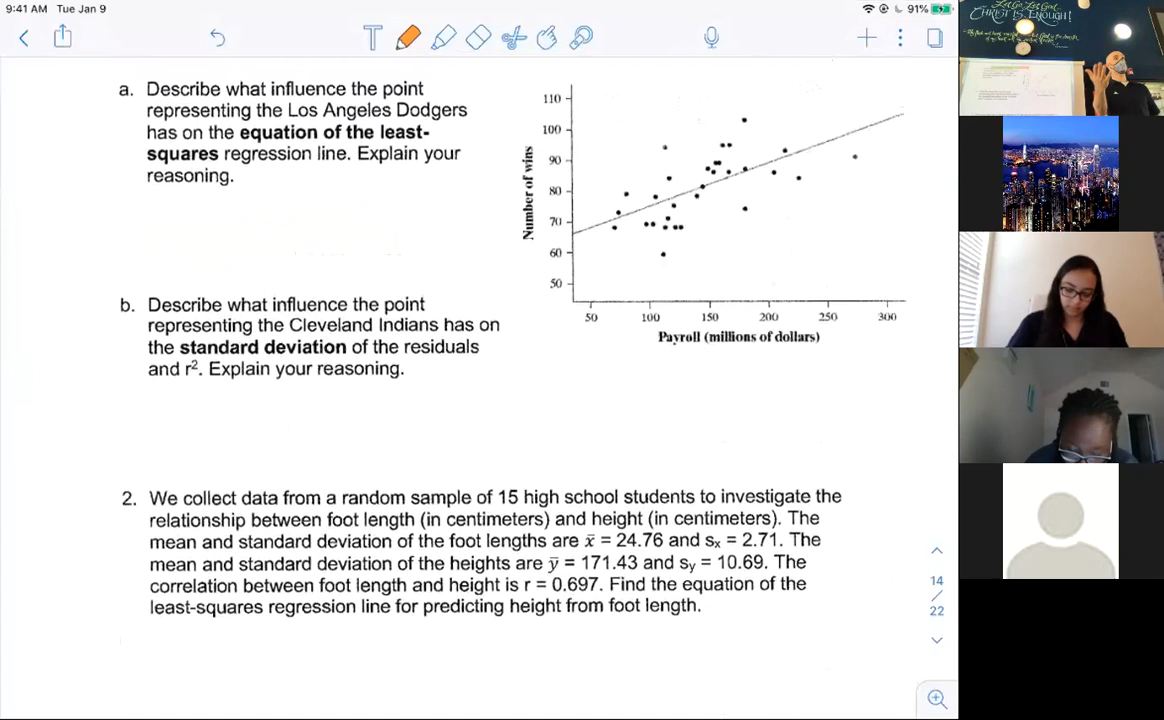 9:41 AM Tue Jan 9
91%
a. Describe what influence the point
representing the Los Angeles Dodgers
has on the equation of the least-
squares regression line. Explain your
reasoning.
110
100
90
80
70
60
50
Number of wins
50 100 150 200 250 300
Payroll (millions of dollars)
b. Describe what influence the point
representing the Cleveland Indians has on
the standard deviation of the residuals
and r². Explain your reasoning.
2. We collect data from a random sample of 15 high school students to investigate the
relationship between foot length (in centimeters) and height (in centimeters). The
mean and standard deviation of the foot lengths are x̄ = 24.76 and sₓ = 2.71. The
mean and standard deviation of the heights are ȳ = 171.43 and sy = 10.69. The
correlation between foot length and height is r = 0.697. Find the equation of the
least-squares regression line for predicting height from foot length.
14
/
22
Let Go, Let God
CHRIST IS ENOUGH!